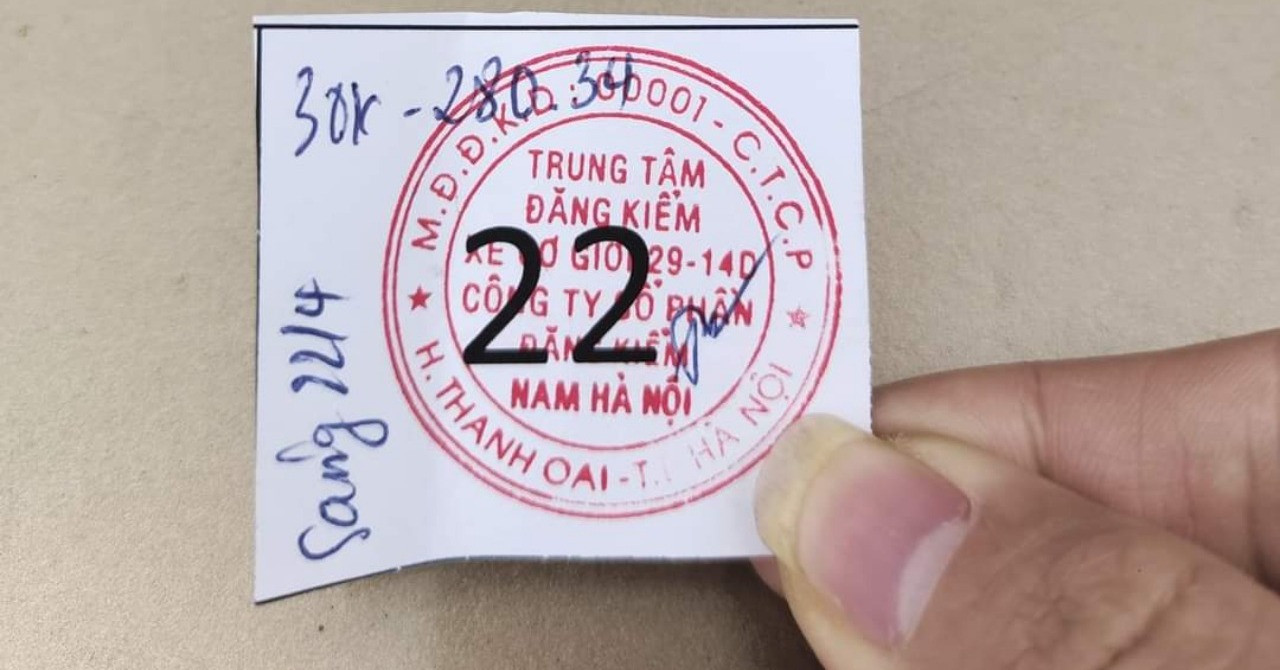 30K-280.34
M.Đ.Đ.K.D: 00001-C.T.C.P
TRUNG TÂM
ĐĂNG KIỂM
XE CƠ GIỚI 29-14D
CÔNG TY CỔ PHẦN
ĐĂNG KIỂM
NAM HÀ NỘI
H.THANH OAI-T. HÀ NỘI
22
Sáng 22/4